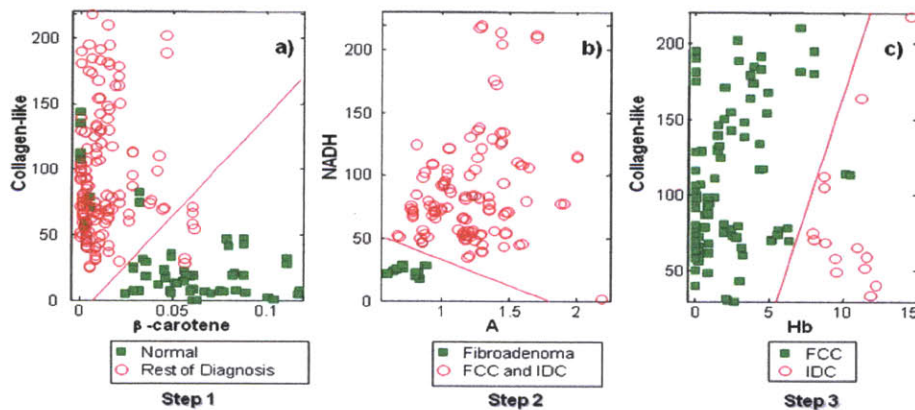 a)
Collagen-like
200
150
100
50
0
0
0.05
0.1
β -carotene
Normal
Rest of Diagnosis
Step 1
b)
NADH
200
150
100
50
0
1
1.5
2
A
Fibroadenoma
FCC and IDC
Step 2
c)
Collagen-like
200
150
100
50
0
5
10
15
Hb
FCC
IDC
Step 3